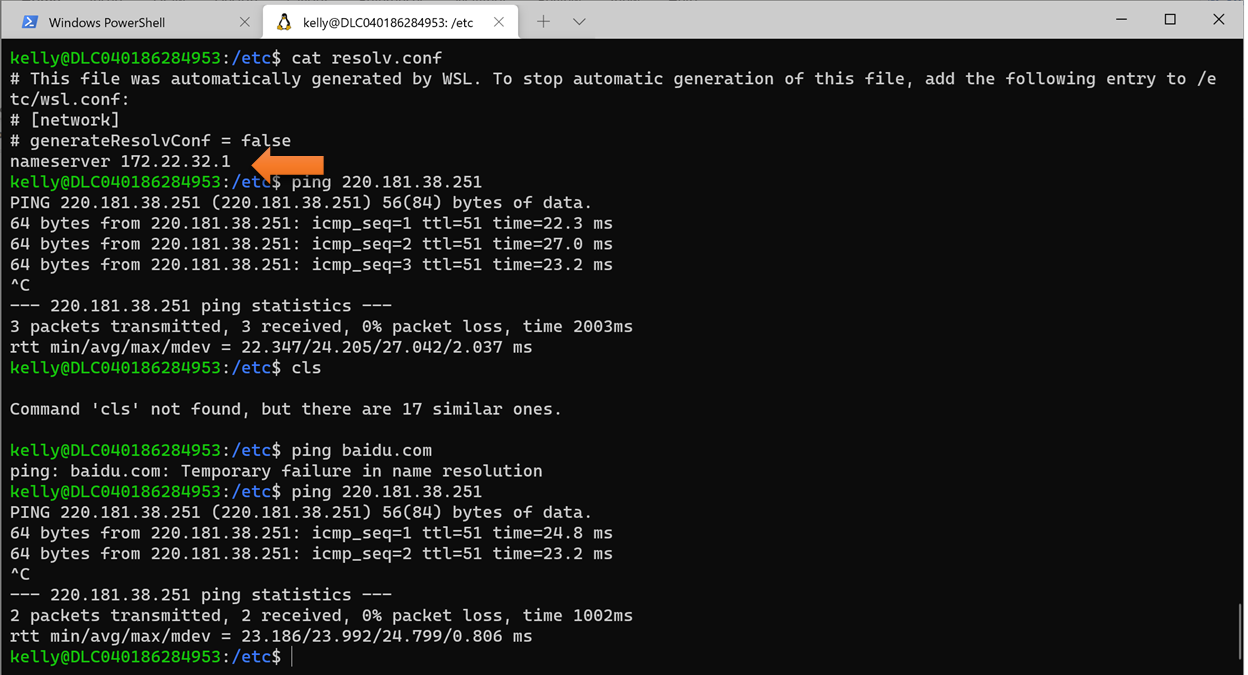 Windows PowerShell
kelly@DLC040186284953: /etc
kelly@DLC040186284953:/etc$ cat resolv.conf
# This file was automatically generated by WSL. To stop automatic generation of this file, add the following entry to /e
tc/wsl.conf:
# [network]
# generateResolvConf = false
nameserver 172.22.32.1
kelly@DLC040186284953:/etc$ ping 220.181.38.251
PING 220.181.38.251 (220.181.38.251) 56(84) bytes of data.
64 bytes from 220.181.38.251: icmp_seq=1 ttl=51 time=22.3 ms
64 bytes from 220.181.38.251: icmp_seq=2 ttl=51 time=27.0 ms
64 bytes from 220.181.38.251: icmp_seq=3 ttl=51 time=23.2 ms
^C
--- 220.181.38.251 ping statistics ---
3 packets transmitted, 3 received, 0% packet loss, time 2003ms
rtt min/avg/max/mdev = 22.347/24.205/27.042/2.037 ms
kelly@DLC040186284953:/etc$ cls
Command 'cls' not found, but there are 17 similar ones.
kelly@DLC040186284953:/etc$ ping baidu.com
ping: baidu.com: Temporary failure in name resolution
kelly@DLC040186284953:/etc$ ping 220.181.38.251
PING 220.181.38.251 (220.181.38.251) 56(84) bytes of data.
64 bytes from 220.181.38.251: icmp_seq=1 ttl=51 time=24.8 ms
64 bytes from 220.181.38.251: icmp_seq=2 ttl=51 time=23.2 ms
^C
--- 220.181.38.251 ping statistics ---
2 packets transmitted, 2 received, 0% packet loss, time 1002ms
rtt min/avg/max/mdev = 23.186/23.992/24.799/0.806 ms
kelly@DLC040186284953:/etc$